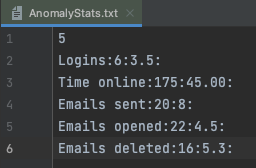 AnomalyStats.txt
1 5
2 Logins:6:3.5:
3 Time online:175:45.00:
4 Emails sent:20:8:
5 Emails opened:22:4.5:
6 Emails deleted:16:5.3: